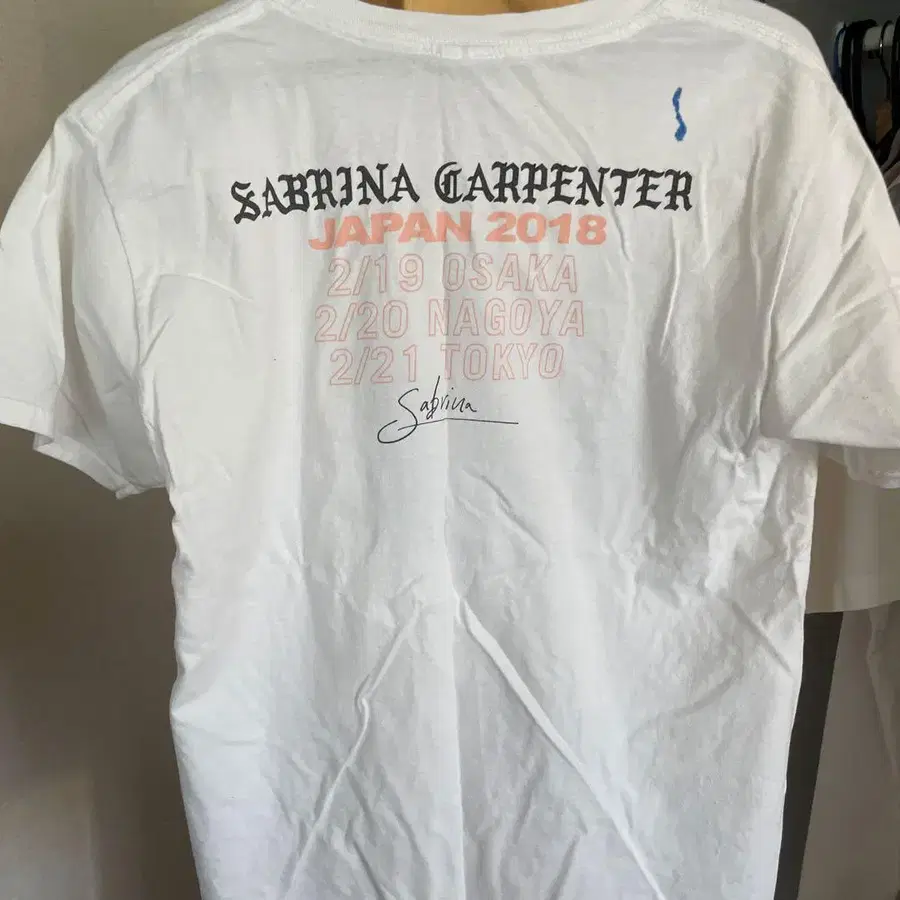 SABRINA CARPENTER
JAPAN 2018
2/19 OSAKA
2/20 NAGOYA
2/21 TOKYO
Sabrina